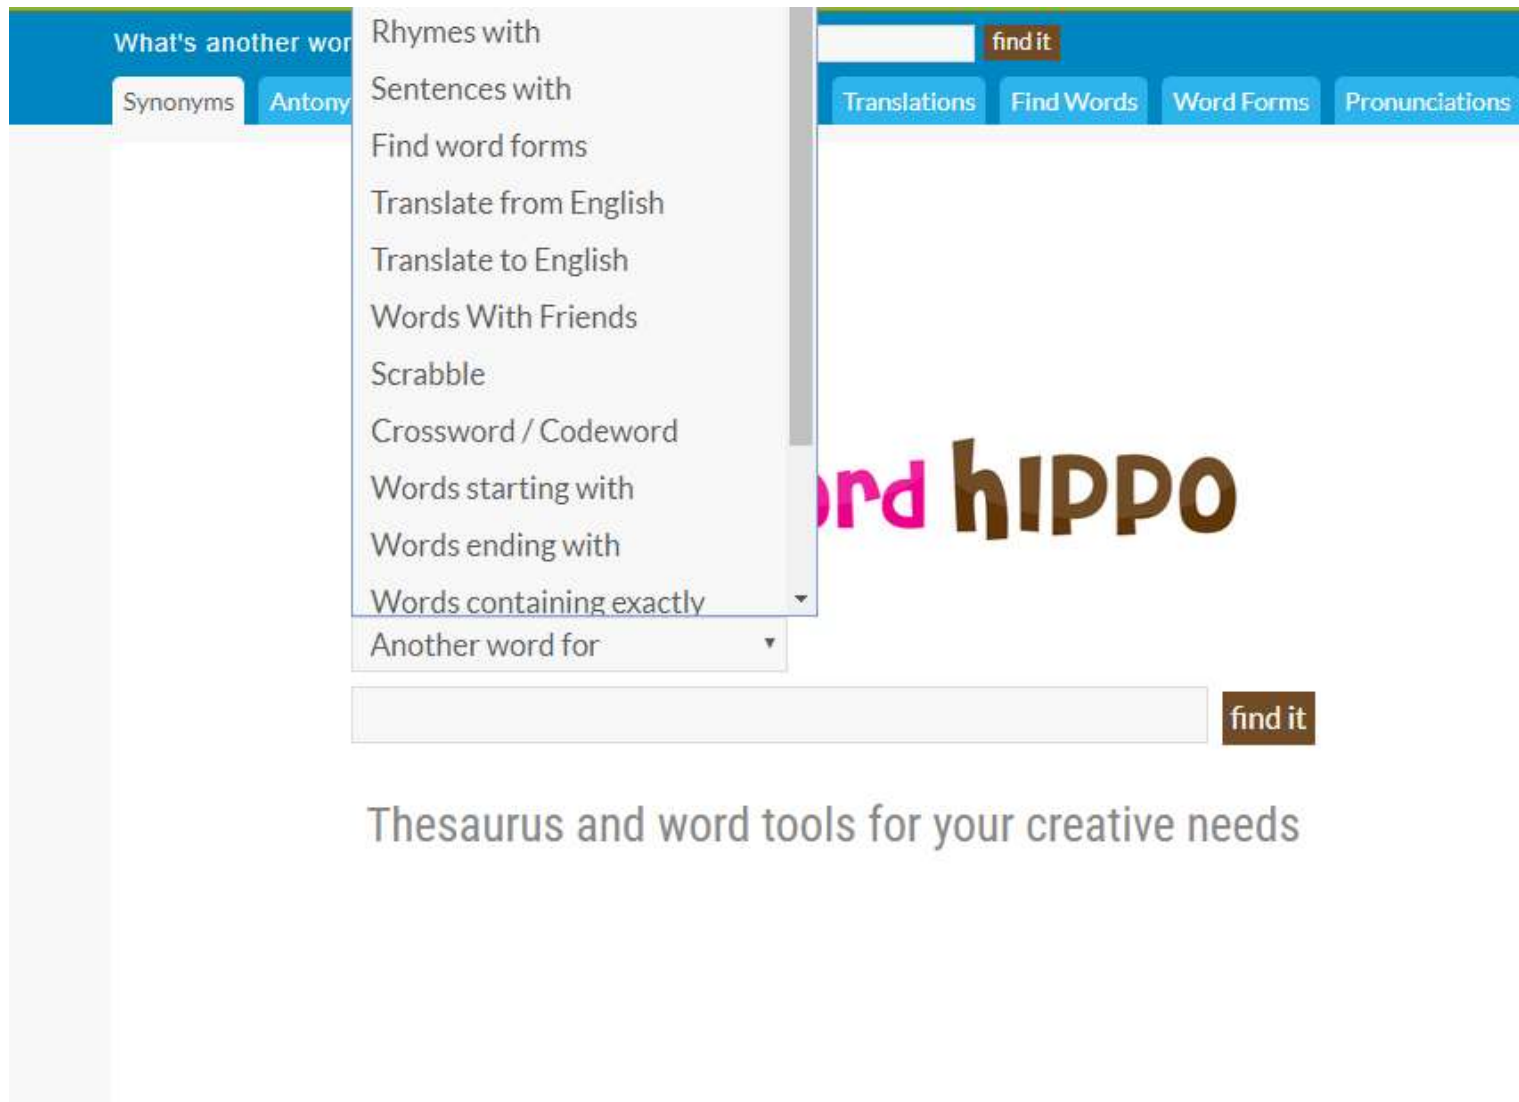 Rhymes with
What's another wor
find it
Sentences with
Synonyms Antony Translations Find Words Word Forms Pronunciations
Find word forms
Translate from English
Translate to English
Words With Friends
Scrabble
Crossword / Codeword
Words starting with
ord hippo
Words ending with
Words containing exactly
Another word for
find it
Thesaurus and word tools for your creative needs